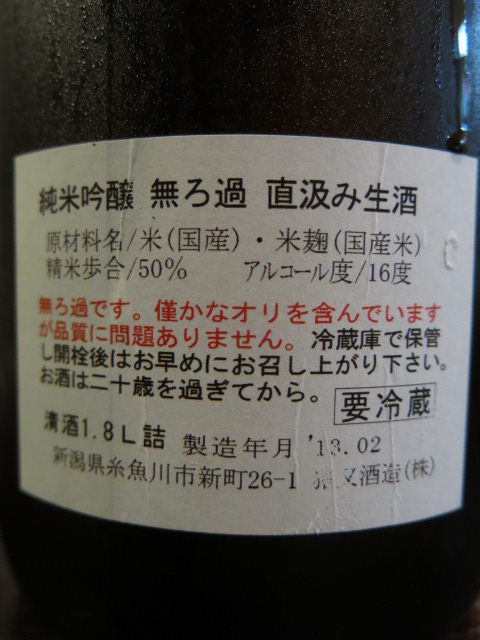 純米吟醸 無ろ過 直汲み生酒
原材料名/米(国産)・米麹(国産米)
精米歩合/50% アルコール度/16度
無ろ過です。僅かなオリを含んでいます
が品質に問題ありません。冷蔵庫で保管
し開栓後はお早めにお召し上がり下さい。
お酒は二十歳を過ぎてから。 要冷蔵
清酒1.8L詰 製造年月 '13.02
新潟県糸魚川市新町26-1 猪又酒造(株)